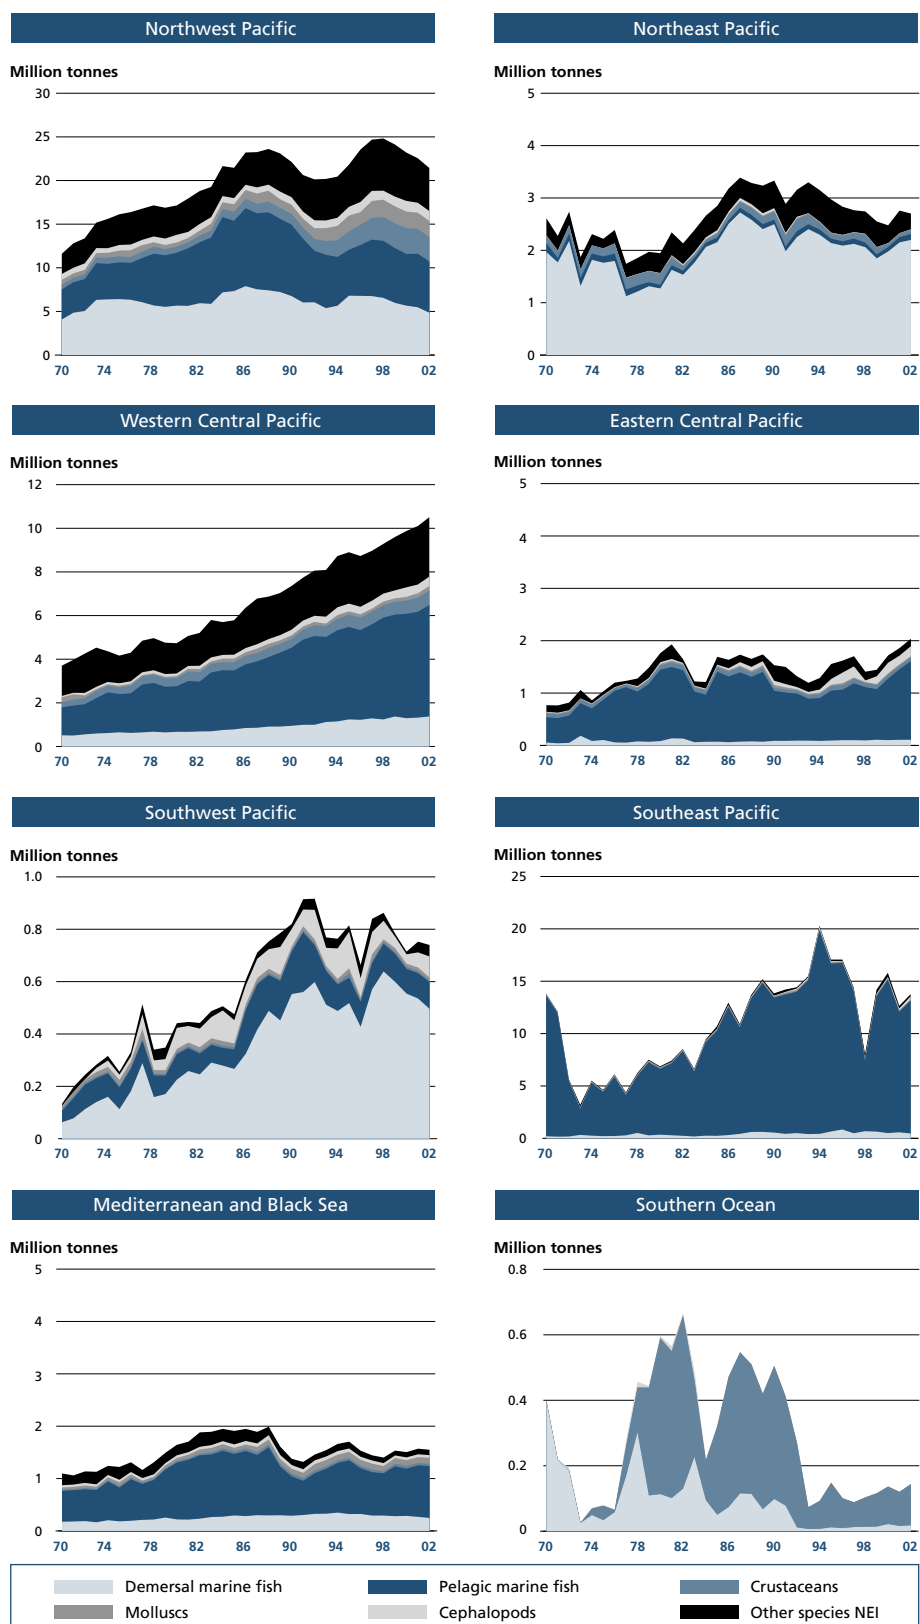 Northwest Pacific
Northeast Pacific
Million tonnes
Million tonnes
30
25
20
15
10
5
0
70 74 78 82 86 90 94 98 02
5
4
3
2
1
0
70 74 78 82 86 90 94 98 02
Western Central Pacific
Eastern Central Pacific
Million tonnes
Million tonnes
12
10
8
6
4
2
0
70 74 78 82 86 90 94 98 02
5
4
3
2
1
0
70 74 78 82 86 90 94 98 02
Southwest Pacific
Southeast Pacific
Million tonnes
Million tonnes
1.0
0.8
0.6
0.4
0.2
0
70 74 78 82 86 90 94 98 02
25
20
15
10
5
0
70 74 78 82 86 90 94 98 02
Mediterranean and Black Sea
Southern Ocean
Million tonnes
Million tonnes
5
4
3
2
1
0
70 74 78 82 86 90 94 98 02
0.8
0.6
0.4
0.2
0
70 74 78 82 86 90 94 98 02
Demersal marine fish Pelagic marine fish Crustaceans
Molluscs Cephalopods Other species NEI